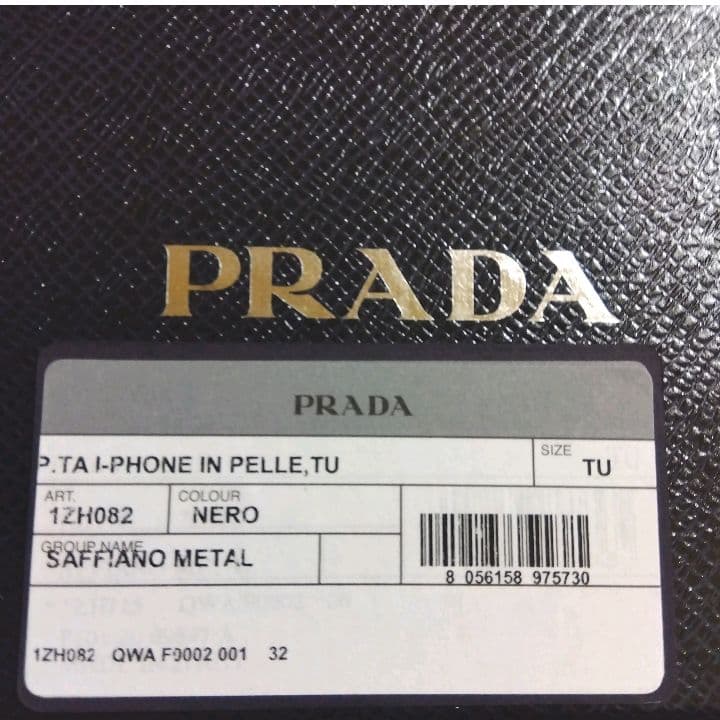 PRADA
PRADA
P.TA I-PHONE IN PELLE,TU
SIZE
TU
ART.
1ZH082
COLOUR
NERO
GROUP NAME
SAFFIANO METAL
8 056158 975730
1ZH082 QWA F0002 001 32